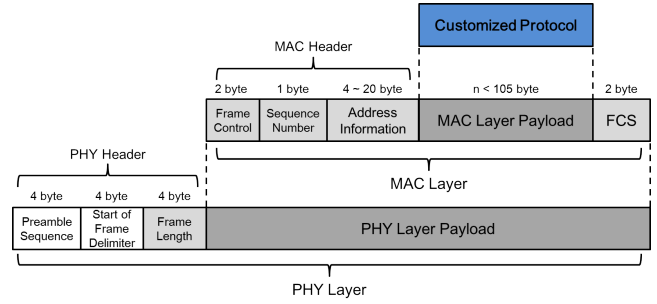 Customized Protocol
MAC Header
2 byte
1 byte
4 ~ 20 byte
n < 105 byte
2 byte
Frame
Control
Sequence
Number
Address
Information
MAC Layer Payload
FCS
PHY Header
MAC Layer
4 byte
4 byte
4 byte
Preamble
Sequence
Start of
Frame
Delimiter
Frame
Length
PHY Layer Payload
PHY Layer